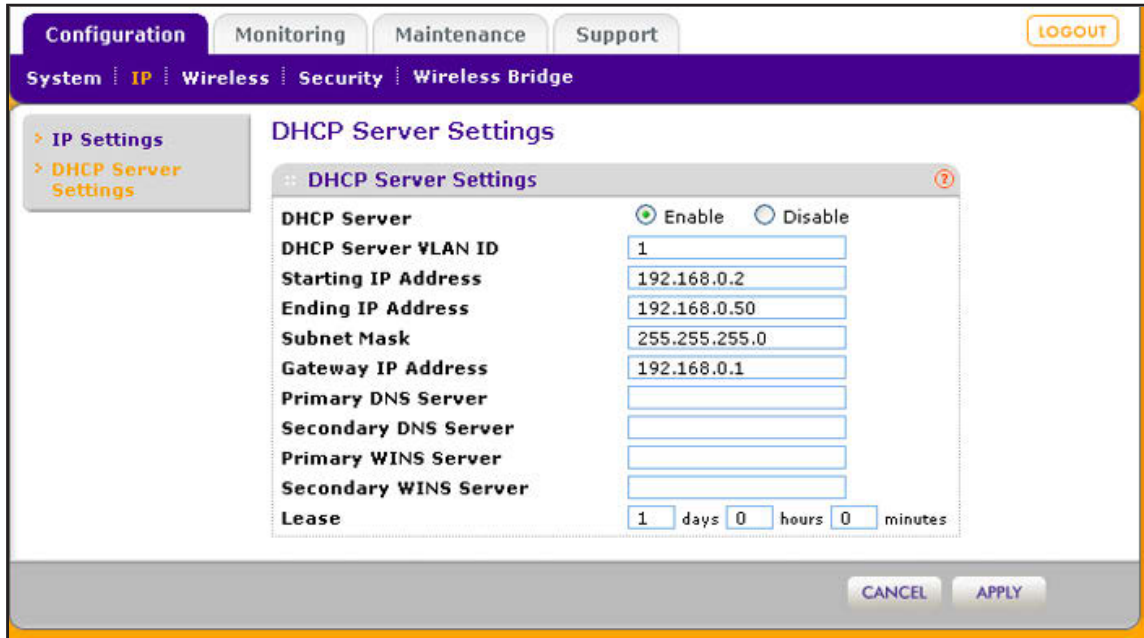 Configuration Monitoring Maintenance Support LOGOUT
System IP Wireless Security Wireless Bridge
IP Settings
DHCP Server Settings
DHCP Server Settings
DHCP Server Settings ?
DHCP Server Enable Disable
DHCP Server VLAN ID 1
Starting IP Address 192.168.0.2
Ending IP Address 192.168.0.50
Subnet Mask 255.255.255.0
Gateway IP Address 192.168.0.1
Primary DNS Server
Secondary DNS Server
Primary WINS Server
Secondary WINS Server
Lease 1 days 0 hours 0 minutes
CANCEL APPLY